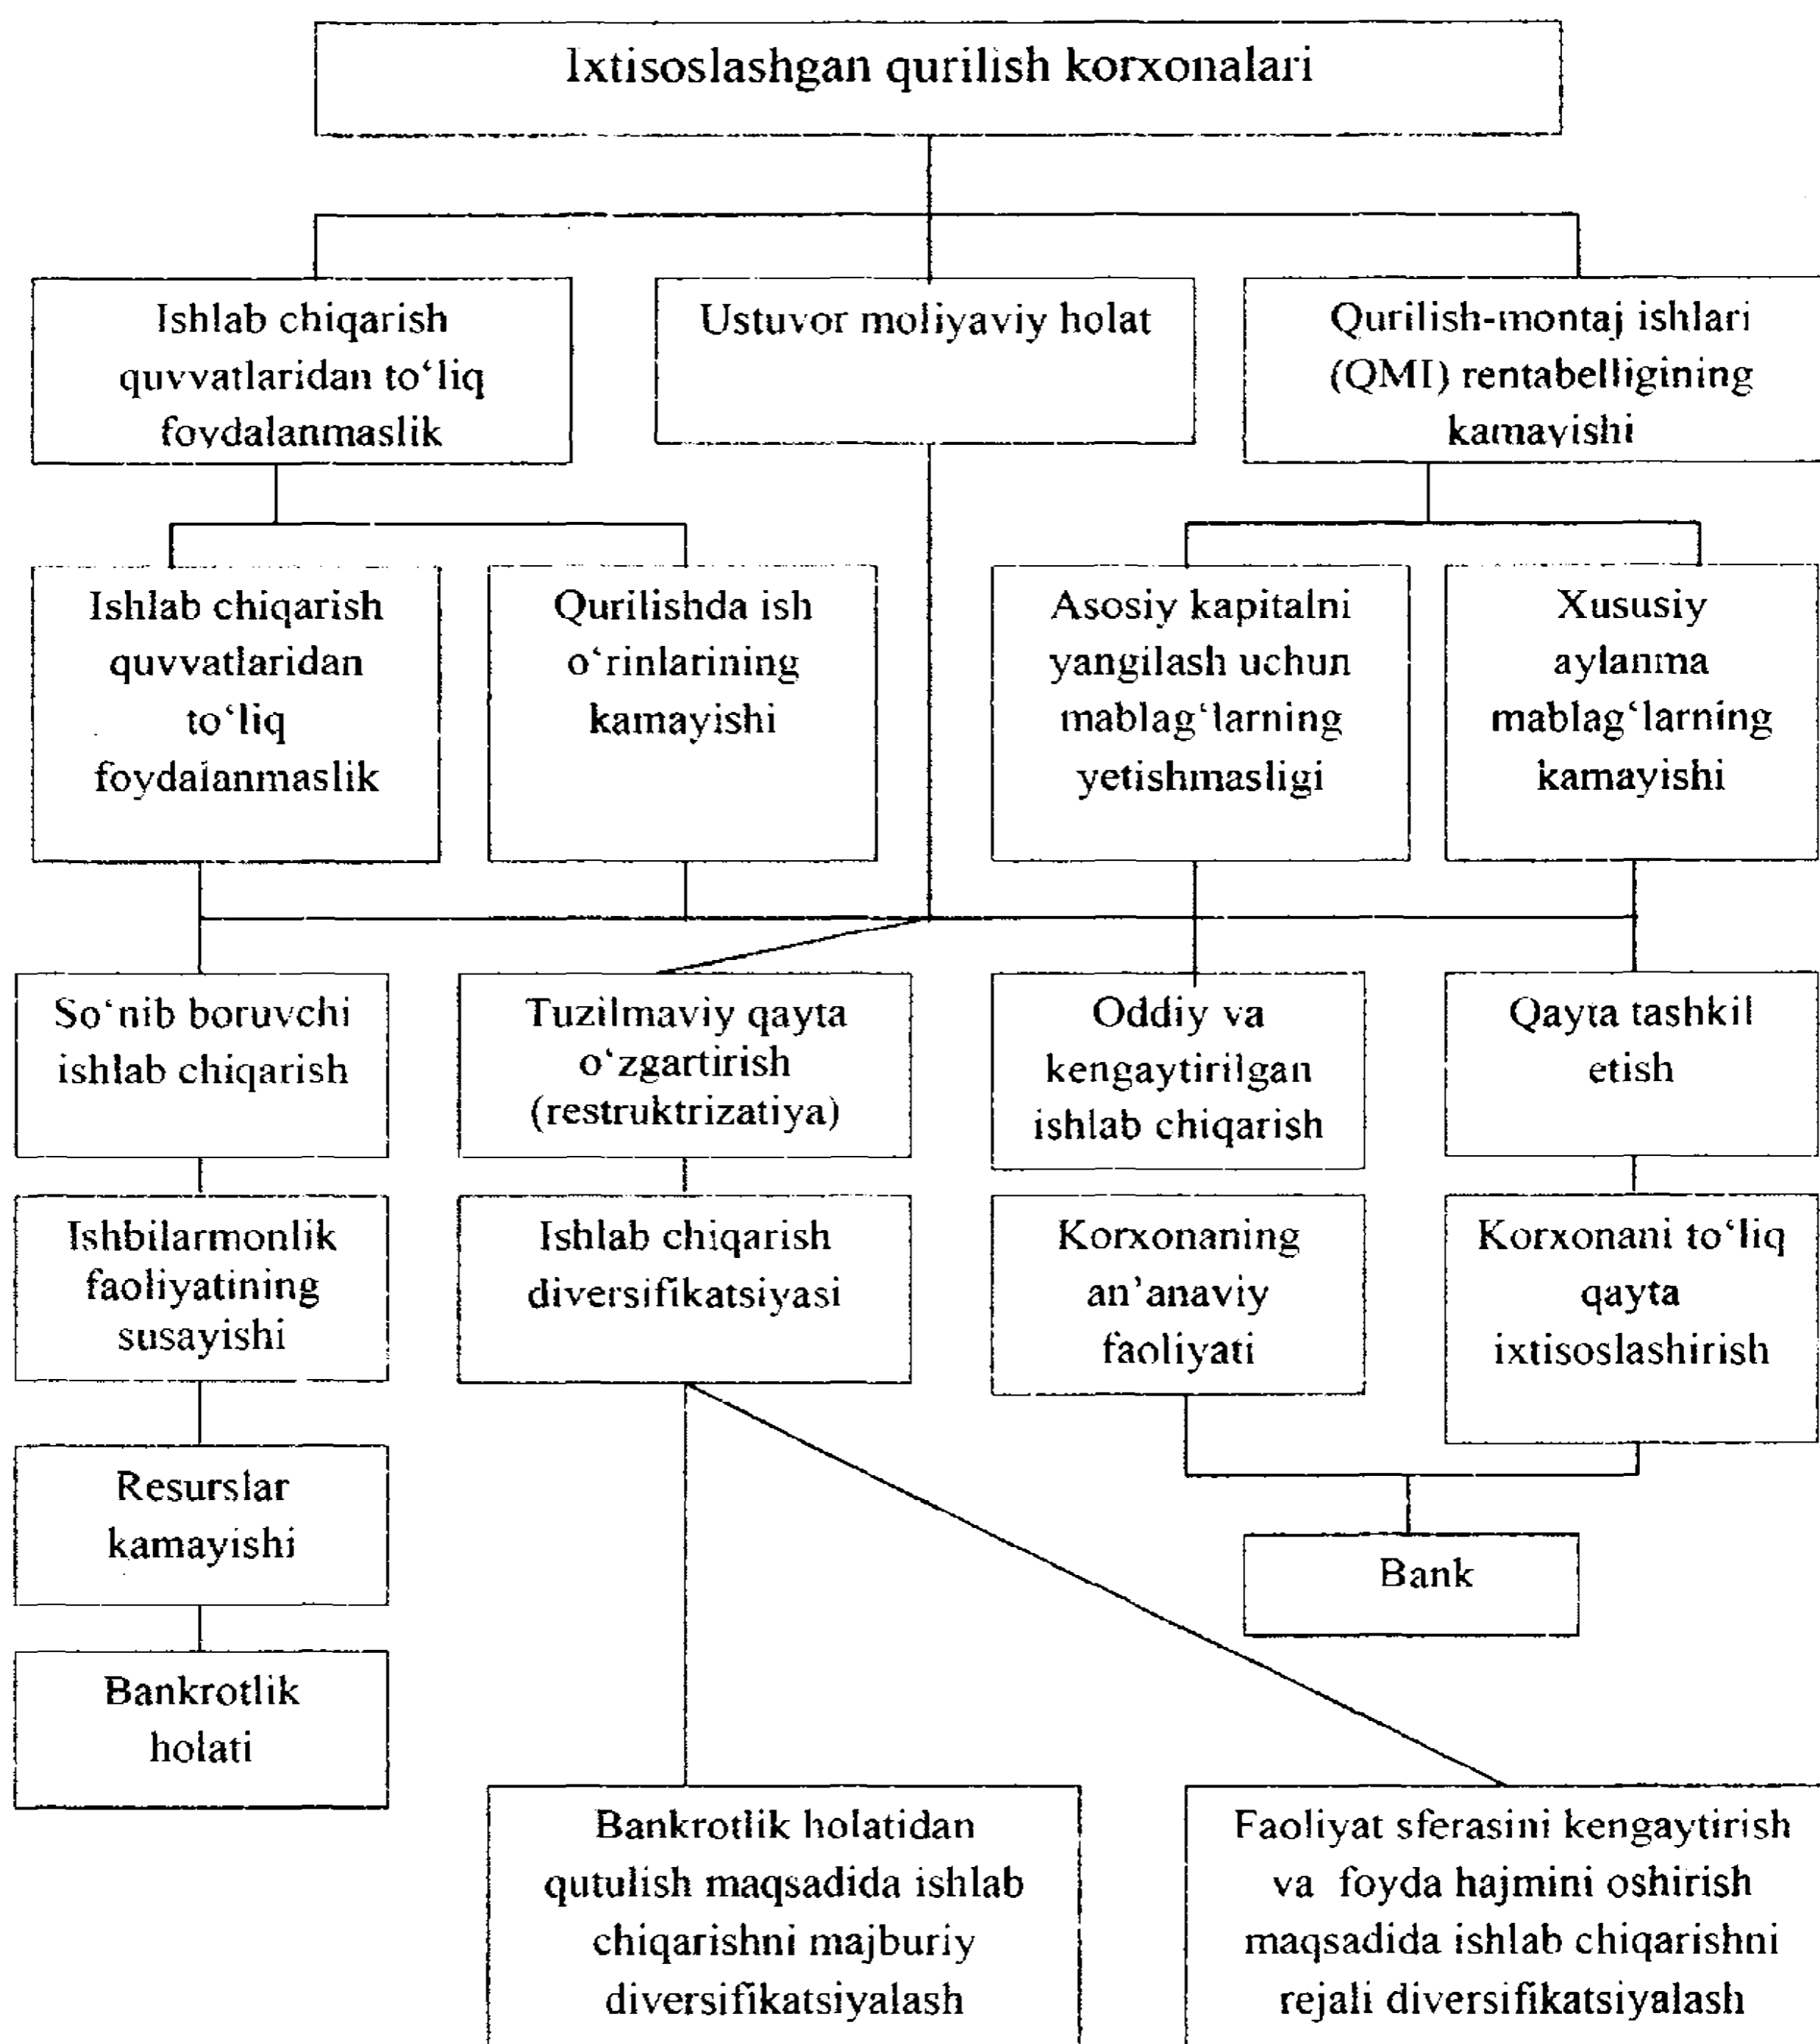 Ixtisoslashgan qurilish korxonalari
Ishlab chiqarish
quvvatlaridan to‘liq
foydalanmaslik
Ustuvor moliyaviy holat
Qurilish-montaj ishlari
(QMI) rentabelligining
kamayishi
Ishlab chiqarish
quvvatlaridan
to‘liq
foydalanmaslik
Qurilishda ish
o‘rinlarining
kamayishi
Asosiy kapitalni
yangilash uchun
mablag‘larning
yetishmasligi
Xususiy
aylanma
mablag‘larning
kamayishi
So‘nib boruvchi
ishlab chiqarish
Tuzilmaviy qayta
o‘zgartirish
(restruktrizatiya)
Oddiy va
kengaytirilgan
ishlab chiqarish
Qayta tashkil
etish
Ishbilarmonlik
faoliyatining
susayishi
Ishlab chiqarish
diversifikatsiyasi
Korxonaning
an’anaviy
faoliyati
Korxonani to‘liq
qayta
ixtisoslashirish
Resurslar
kamayishi
Bank
Bankrotlik
holati
Bankrotlik holatidan
qutulish maqsadida ishlab
chiqarishni majburiy
diversifikatsiyalash
Faoliyat sferasini kengaytirish
va foyda hajmini oshirish
maqsadida ishlab chiqarishni
rejali diversifikatsiyalash